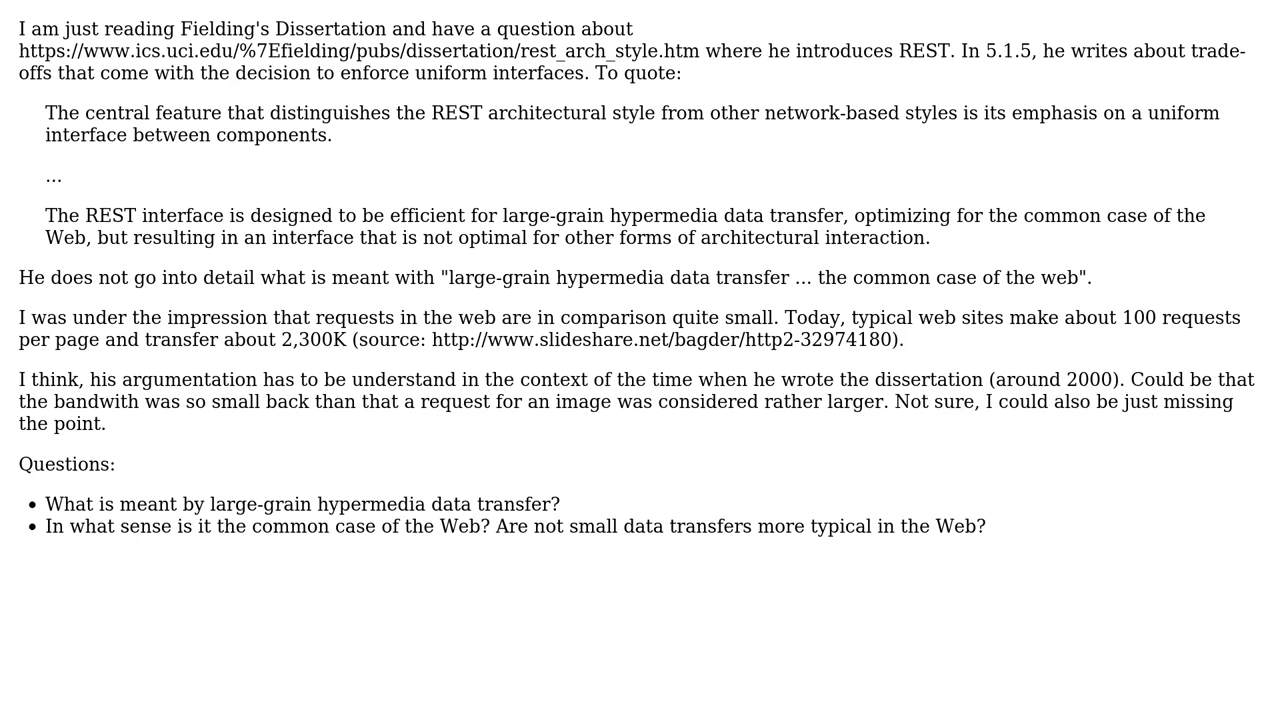 I am just reading Fielding's Dissertation and have a question about
https://www.ics.uci.edu/%7Efielding/pubs/dissertation/rest_arch_style.htm where he introduces REST. In 5.1.5, he writes about trade-
offs that come with the decision to enforce uniform interfaces. To quote:
The central feature that distinguishes the REST architectural style from other network-based styles is its emphasis on a uniform
interface between components.
...
The REST interface is designed to be efficient for large-grain hypermedia data transfer, optimizing for the common case of the
Web, but resulting in an interface that is not optimal for other forms of architectural interaction.
He does not go into detail what is meant with "large-grain hypermedia data transfer ... the common case of the web".
I was under the impression that requests in the web are in comparison quite small. Today, typical web sites make about 100 requests
per page and transfer about 2,300K (source: http://www.slideshare.net/bagder/http2-32974180).
I think, his argumentation has to be understand in the context of the time when he wrote the dissertation (around 2000). Could be that
the bandwith was so small back than that a request for an image was considered rather larger. Not sure, I could also be just missing
the point.
Questions:
• What is meant by large-grain hypermedia data transfer?
• In what sense is it the common case of the Web? Are not small data transfers more typical in the Web?